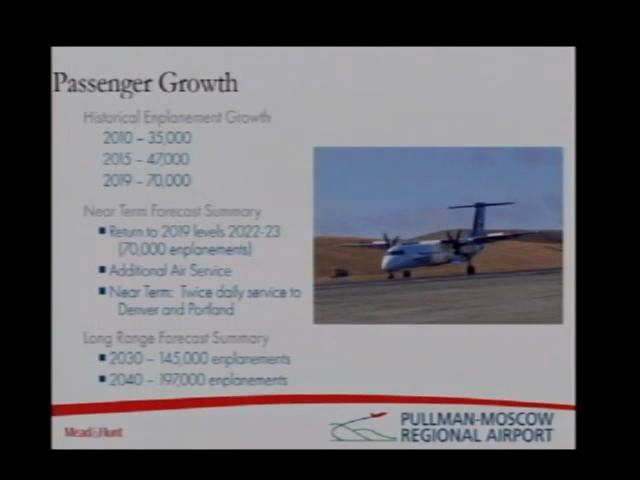 Passenger Growth
Historical Enplanement Growth
2010 – 35,000
2015 – 47,000
2019 – 70,000
Near Term Forecast Summary
Return to 2019 levels 2022-23
(70,000 enplanements)
Additional Air Service
Near Term: Twice daily service to
Denver and Portland
Long Range Forecast Summary
2030 – 145,000 enplanements
2040 – 197,000 enplanements
Mead&Hunt
PULLMAN-MOSCOW
REGIONAL AIRPORT